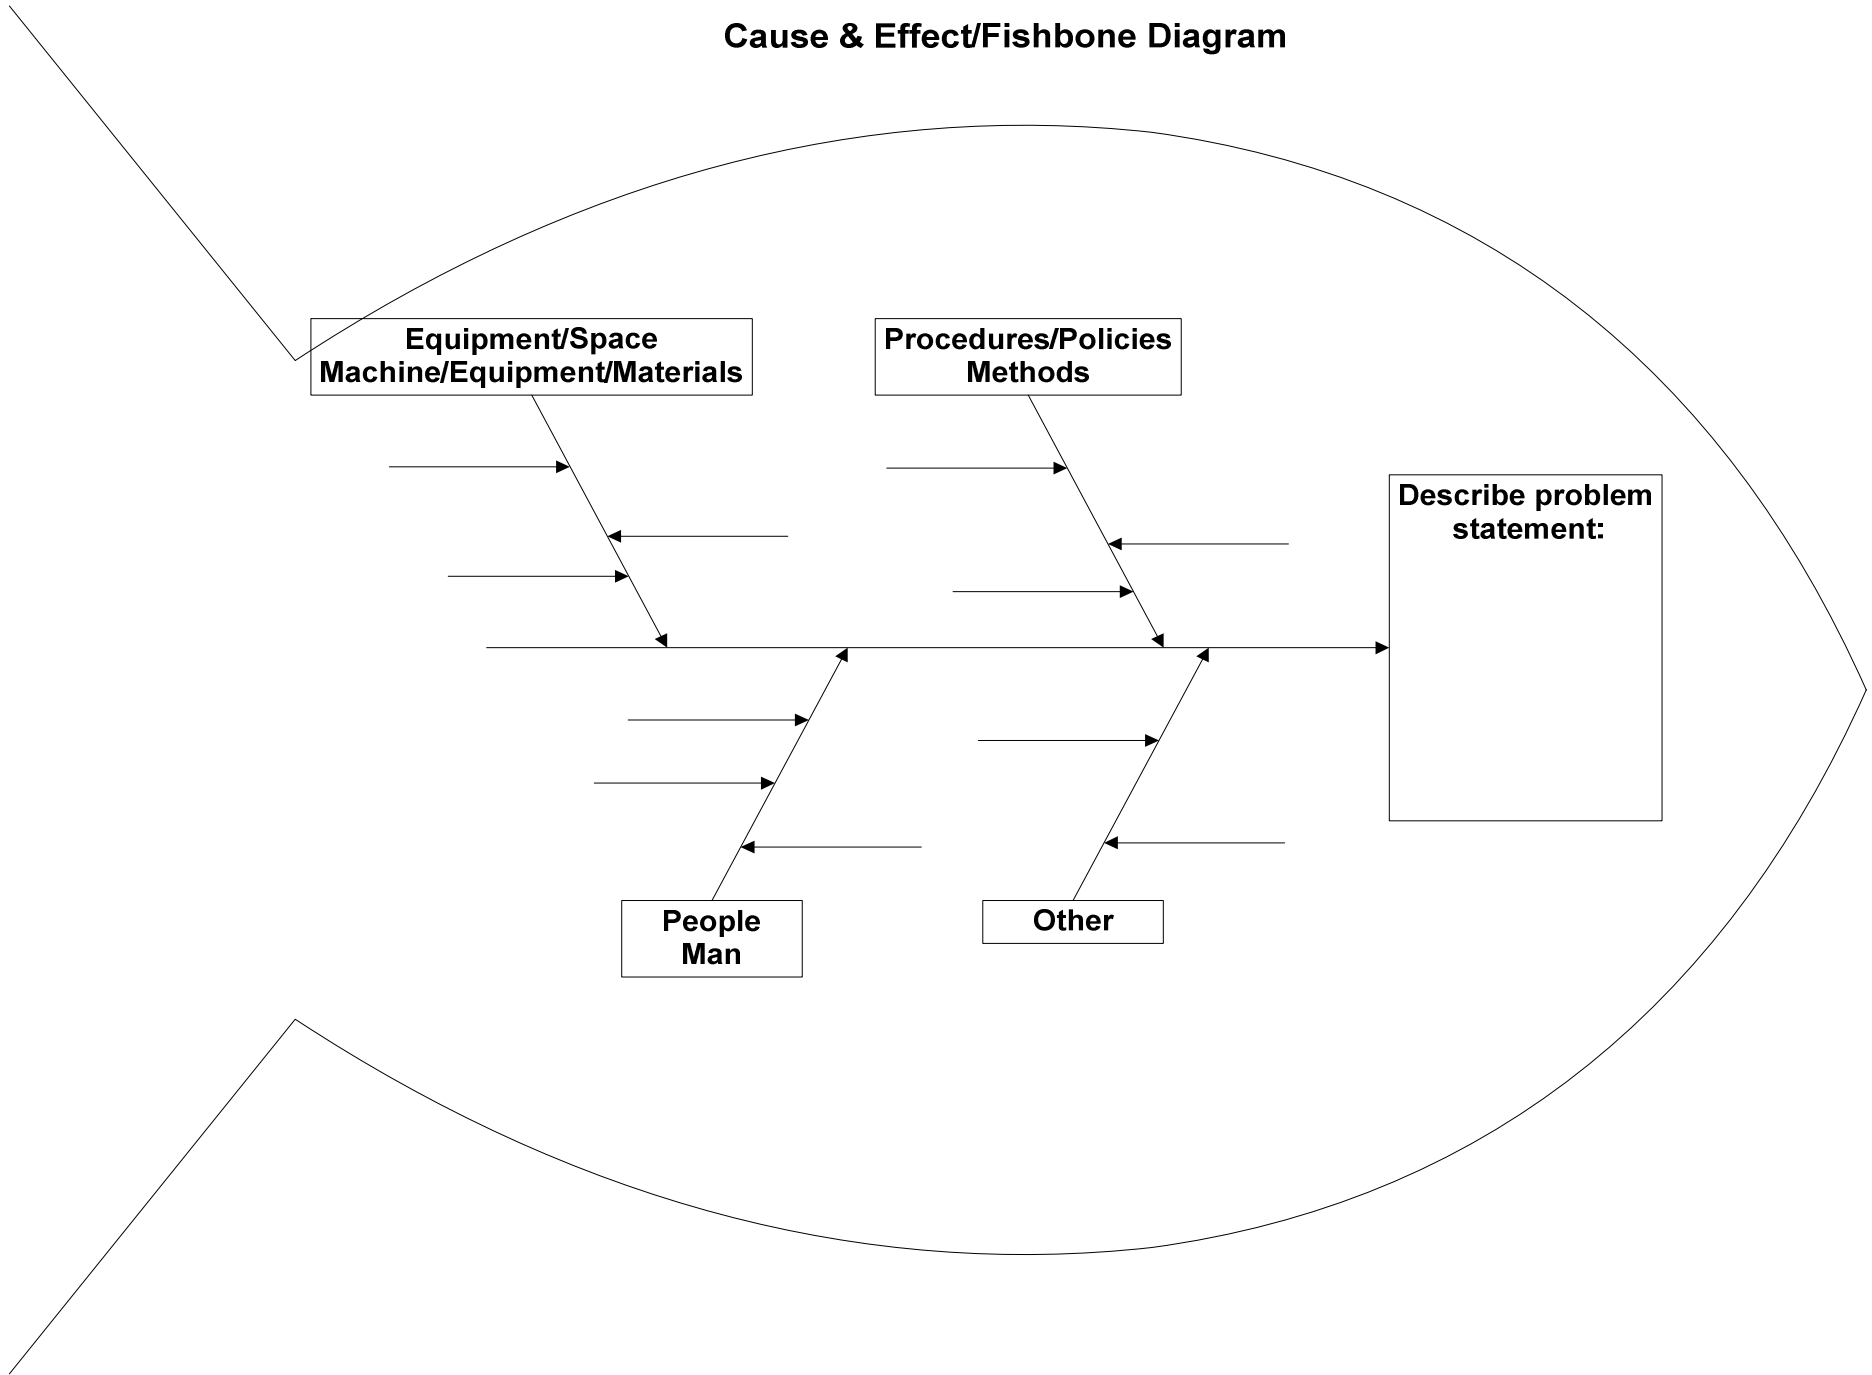 Cause & Effect/Fishbone Diagram
Equipment/Space
Machine/Equipment/Materials
Procedures/Policies
Methods
Describe problem
statement:
People
Man
Other